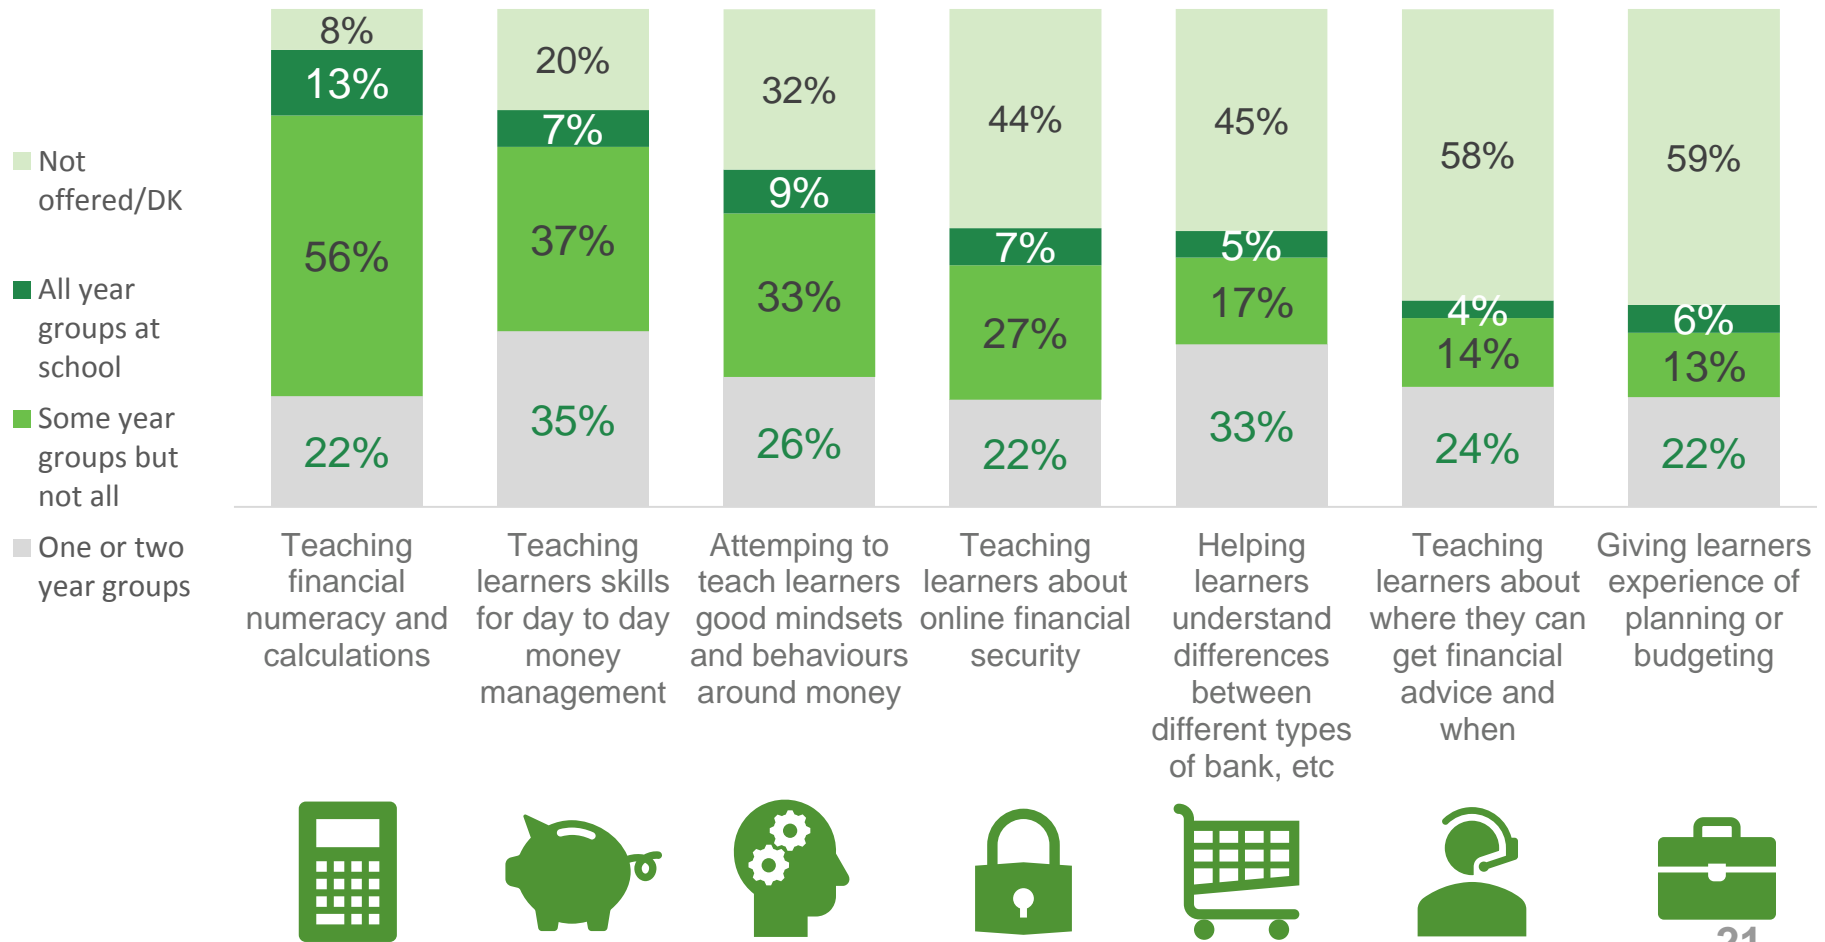 8%
13%
56%
22%
20%
7%
37%
35%
32%
9%
33%
26%
44%
7%
27%
22%
45%
5%
17%
33%
58%
4%
14%
24%
59%
6%
13%
22%
Not
offered/DK
All year
groups at
school
Some year
groups but
not all
One or two
year groups
Teaching
financial
numeracy and
calculations
Teaching
learners skills
for day to day
money
management
Attemping to
teach learners
good mindsets
and behaviours
around money
Teaching
learners about
online financial
security
Helping
learners
understand
differences
between
different types
of bank, etc
Teaching
learners about
where they can
get financial
advice and
when
Giving learners
experience of
planning or
budgeting
21